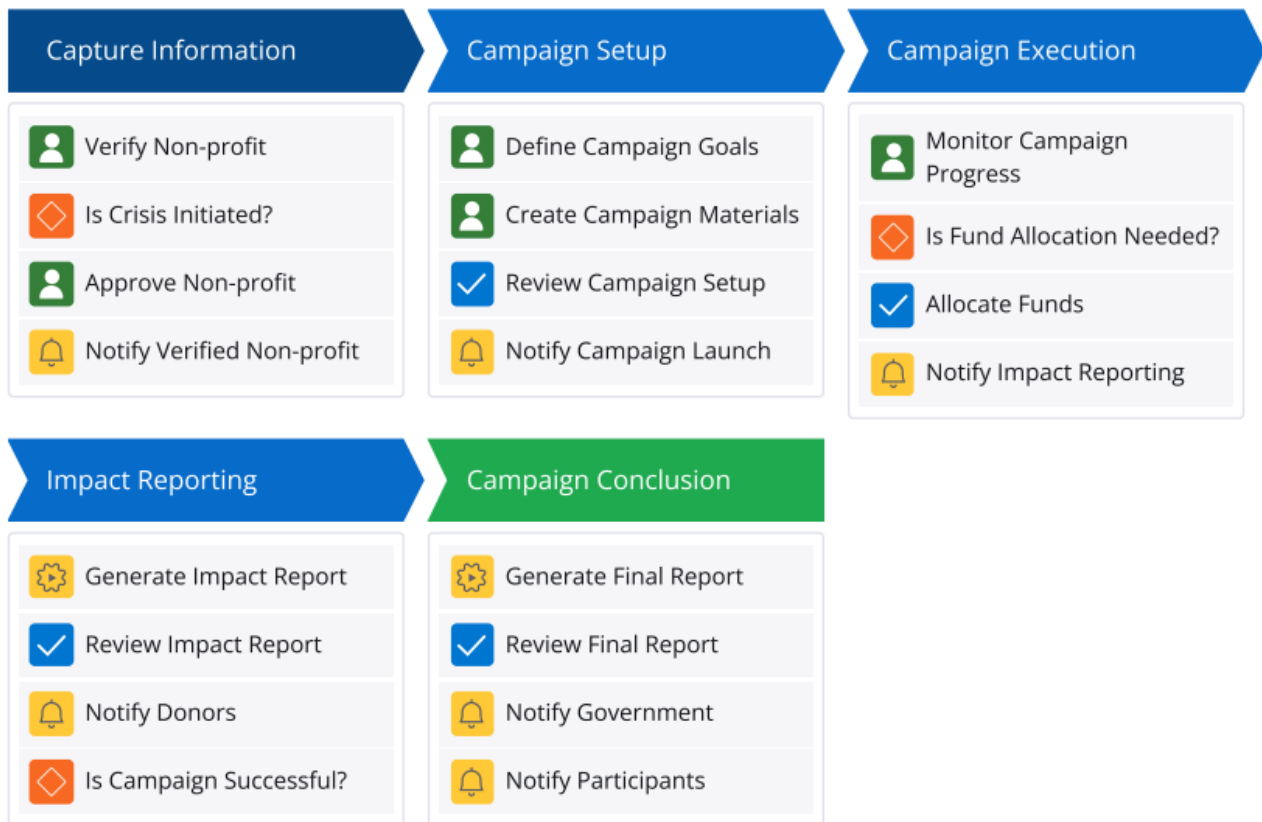 Capture Information
Verify Non-profit
Is Crisis Initiated?
Approve Non-profit
Notify Verified Non-profit
Campaign Setup
Define Campaign Goals
Create Campaign Materials
Review Campaign Setup
Notify Campaign Launch
Campaign Execution
Monitor Campaign
Progress
Is Fund Allocation Needed?
Allocate Funds
Notify Impact Reporting
Impact Reporting
Generate Impact Report
Review Impact Report
Notify Donors
Is Campaign Successful?
Campaign Conclusion
Generate Final Report
Review Final Report
Notify Government
Notify Participants